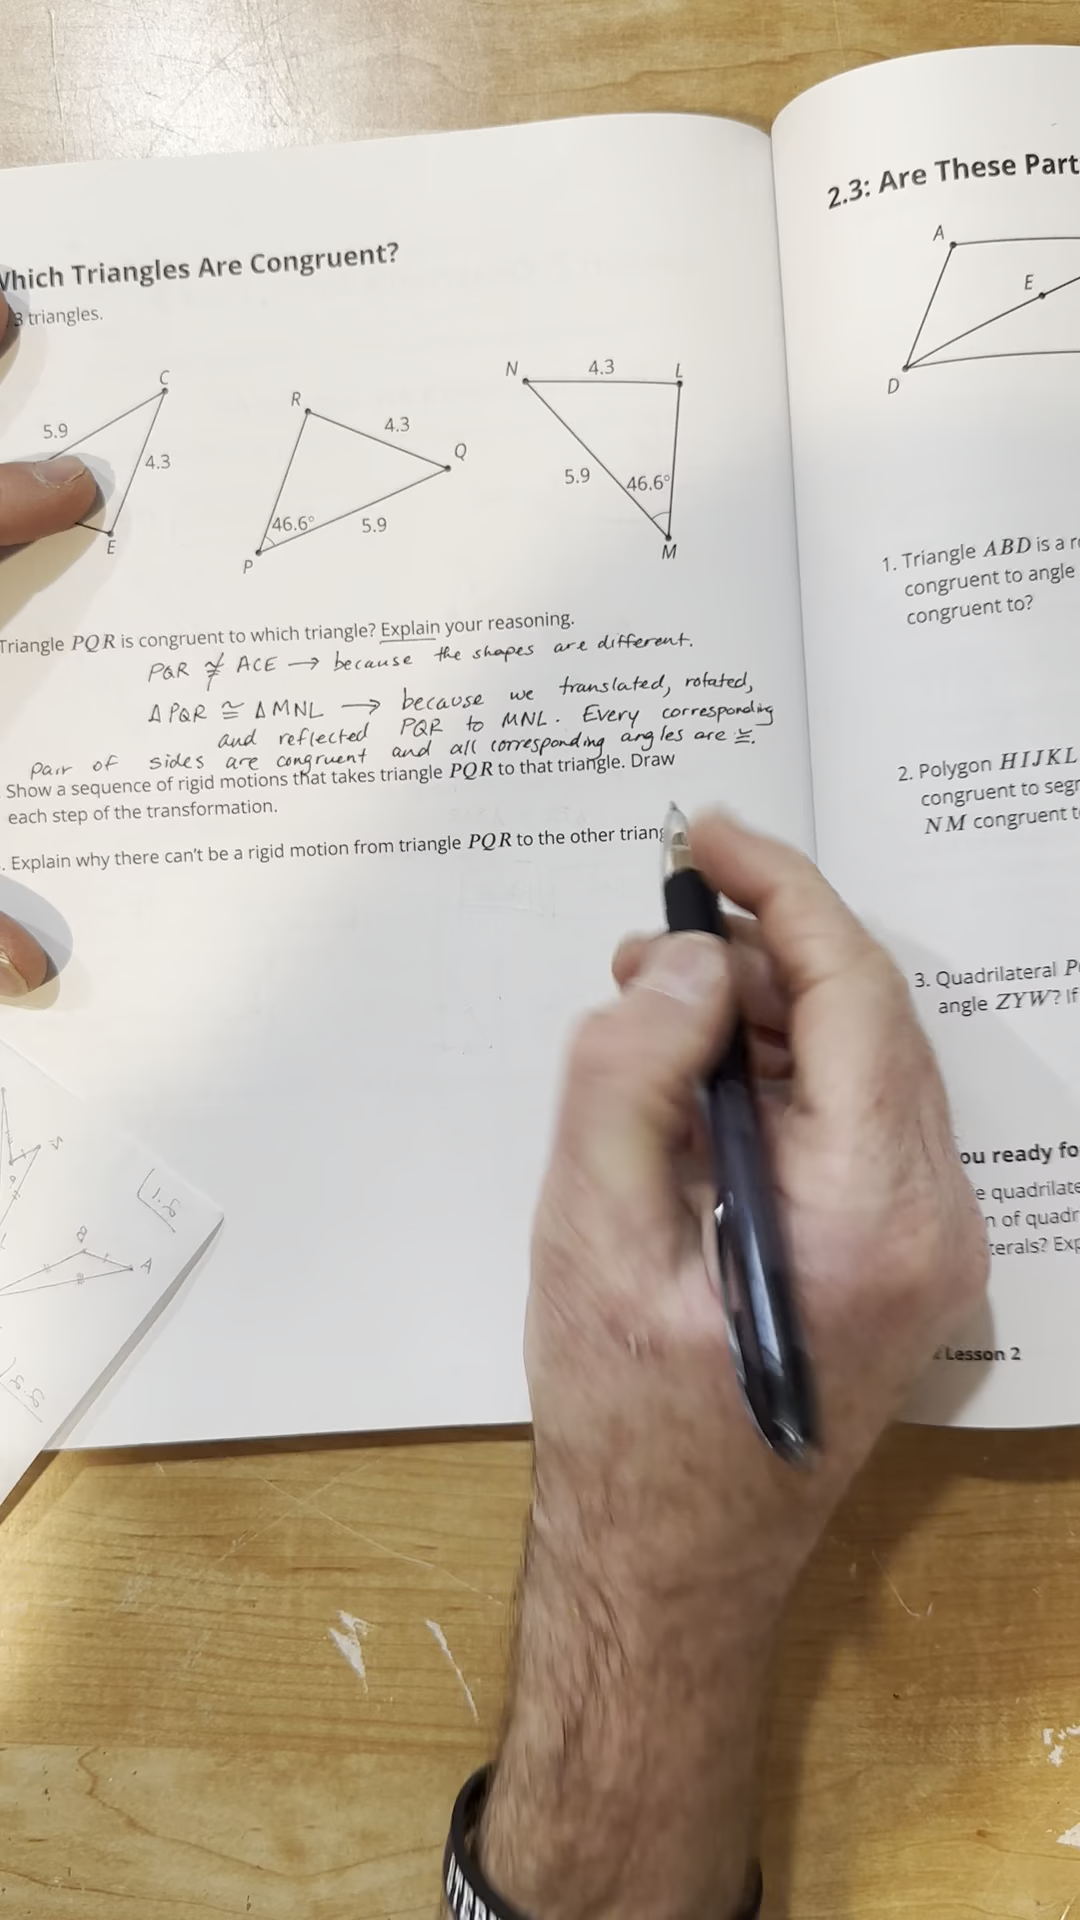 Which Triangles Are Congruent?
3 triangles.
C
5.9
4.3
E
R
4.3
Q
46.6°
5.9
P
N
4.3
L
5.9
46.6°
M
Triangle PQR is congruent to which triangle? Explain your reasoning.
PQR ≇ ACE → because the shapes are different.
Δ PQR ≅ Δ MNL → because we translated, rotated,
and reflected PQR to MNL. Every corresponding
pair of sides are congruent and all corresponding angles are ≅.
Show a sequence of rigid motions that takes triangle PQR to that triangle. Draw
each step of the transformation.
. Explain why there can't be a rigid motion from triangle PQR to the other triang
B
A
1.8
2.3: Are These Part
A
E
D
1. Triangle ABD is a
congruent to angle
congruent to?
2. Polygon HIJKL
congruent to segm
NM congruent t
3. Quadrilateral P
angle ZYW? If
ou ready fo
e quadrilate
n of quadr
terals? Exp
Lesson 2